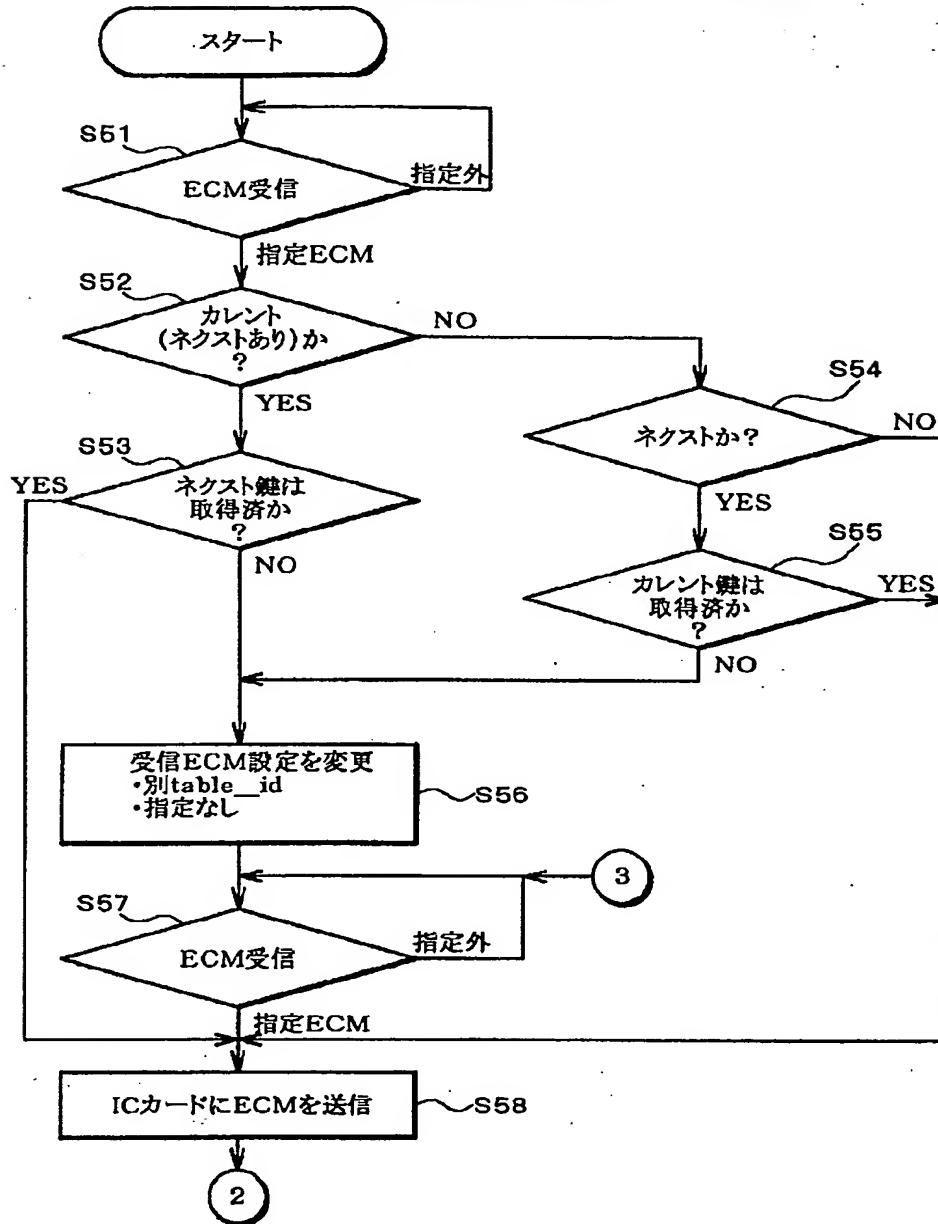 スタート
S51
ECM受信
指定外
指定ECM
S52
カレント
(ネクストあり)か
?
NO
YES
S54
ネクストか?
NO
YES
S53
YES
ネクスト鍵は
取得済か
?
NO
S55
カレント鍵は
取得済か
?
YES
NO
受信ECM設定を変更
・別table__id
・指定なし
S56
3
S57
ECM受信
指定外
指定ECM
ICカードにECMを送信
S58
2